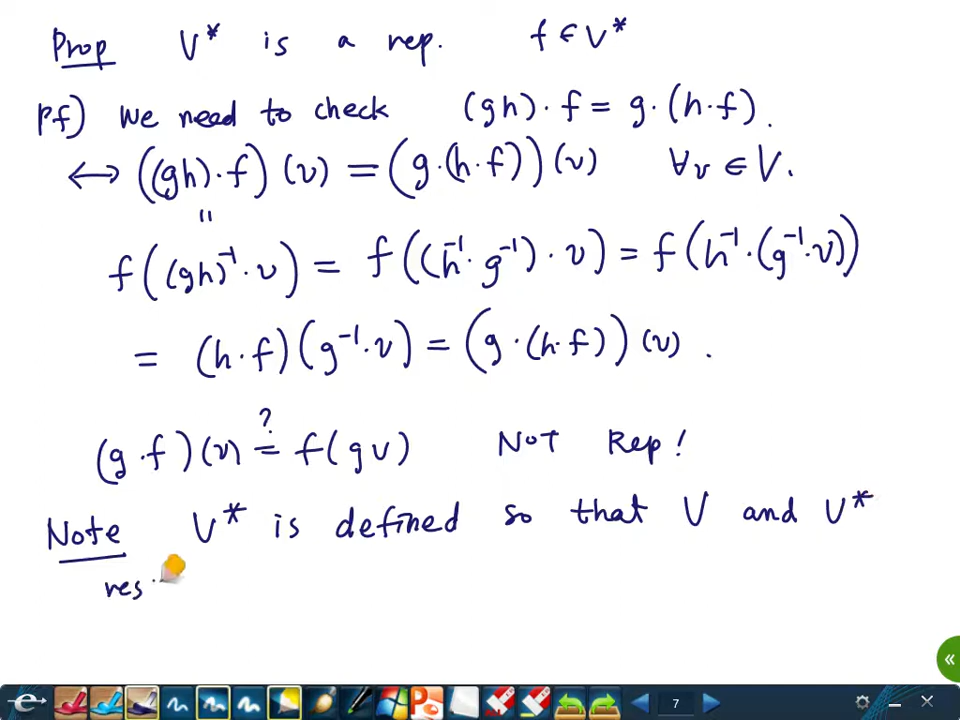 Prop V* is a rep. f ∈ V*
Pf) We need to check (gh)·f = g·(h·f).
↔ ((gh)·f)(v) = (g·(h·f))(v) ∀v ∈ V.
"
f((gh)⁻¹·v) = f((h⁻¹·g⁻¹)·v) = f(h⁻¹·(g⁻¹·v))
= (h·f)(g⁻¹·v) = (g·(h·f))(v).
(g·f)(v) ≟ f(gv) NOT Rep!
Note V* is defined so that V and V*
res
7